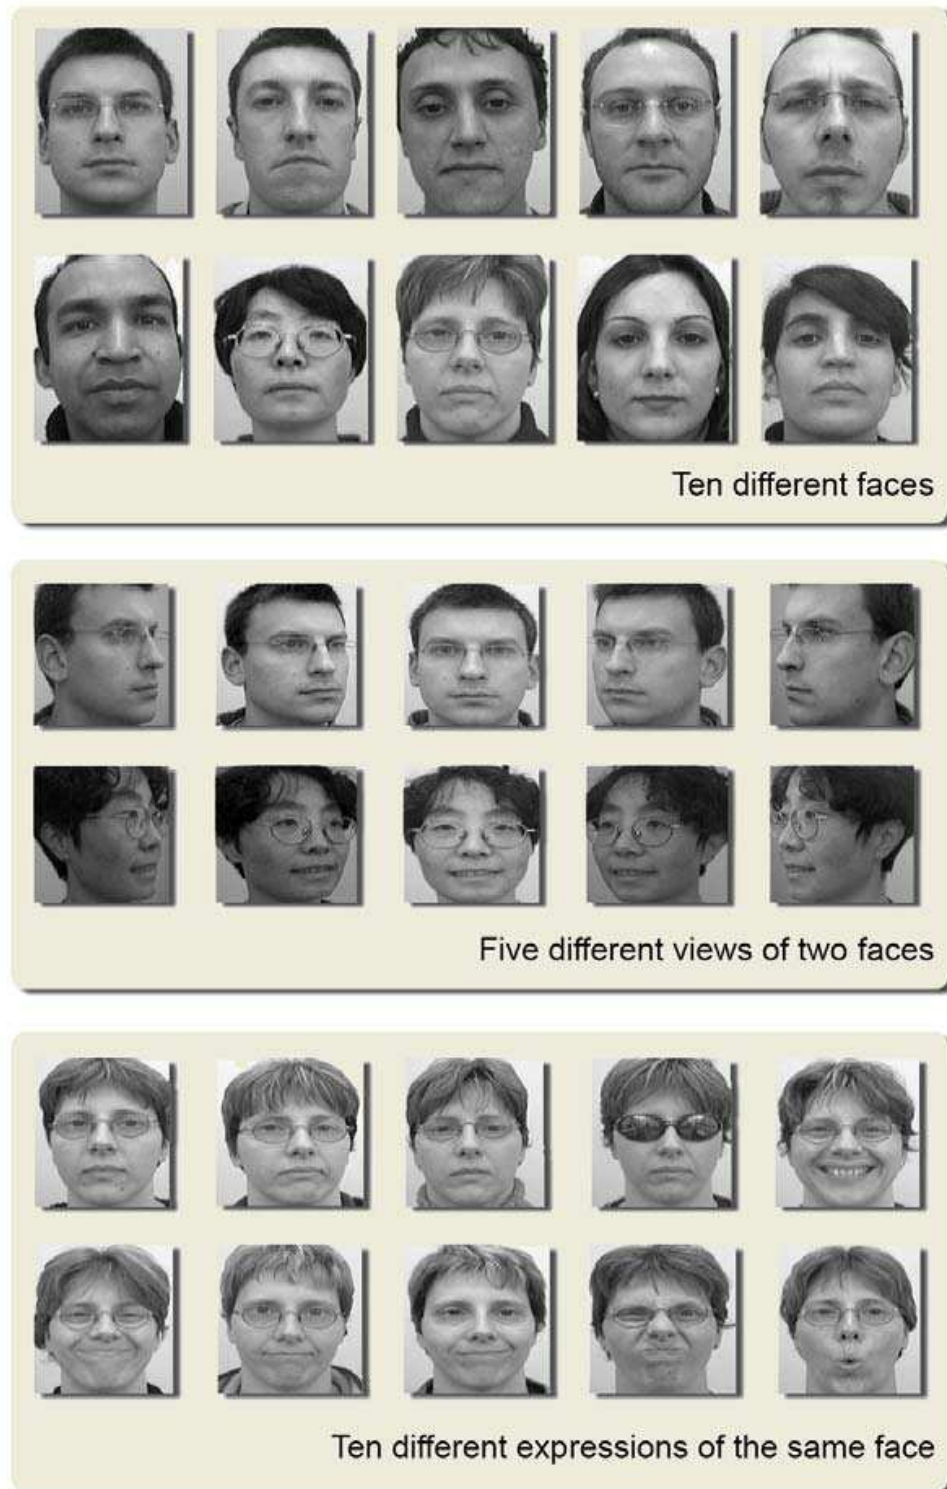 Ten different faces
Five different views of two faces
Ten different expressions of the same face